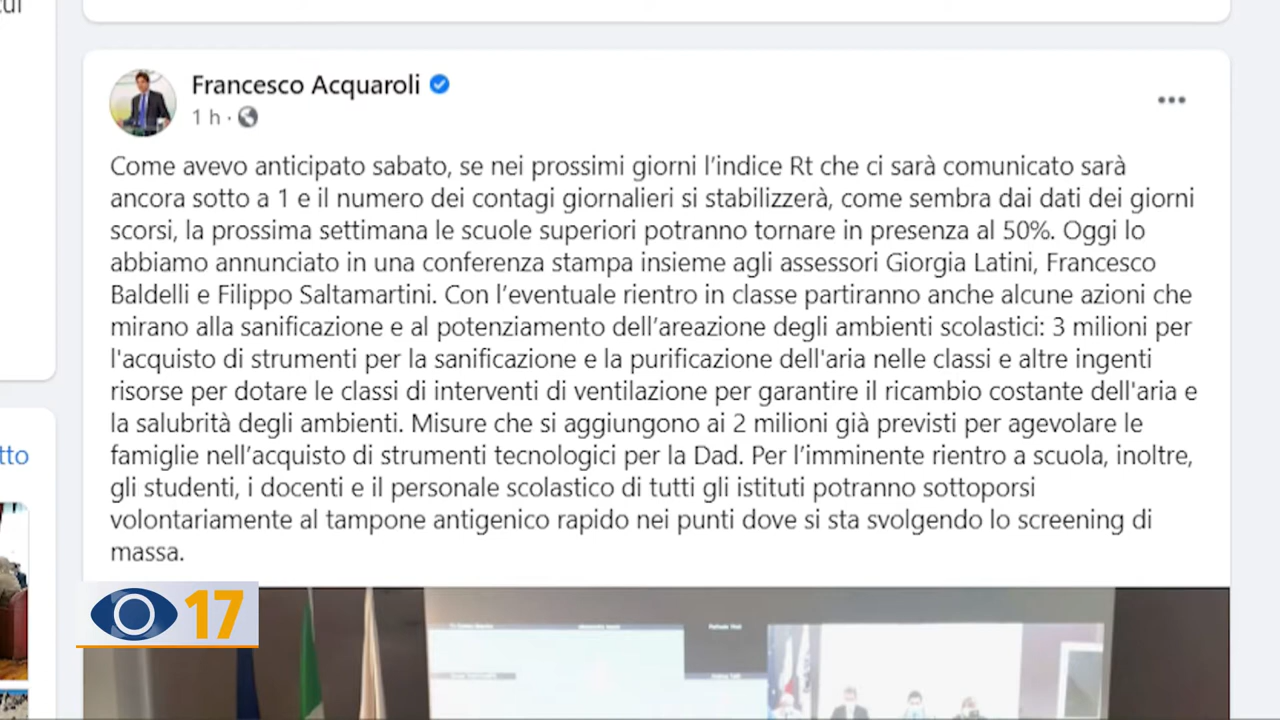 Francesco Acquaroli
1 h ·
Come avevo anticipato sabato, se nei prossimi giorni l’indice Rt che ci sarà comunicato sarà
ancora sotto a 1 e il numero dei contagi giornalieri si stabilizzerà, come sembra dai dati dei giorni
scorsi, la prossima settimana le scuole superiori potranno tornare in presenza al 50%. Oggi lo
abbiamo annunciato in una conferenza stampa insieme agli assessori Giorgia Latini, Francesco
Baldelli e Filippo Saltamartini. Con l’eventuale rientro in classe partiranno anche alcune azioni che
mirano alla sanificazione e al potenziamento dell’areazione degli ambienti scolastici: 3 milioni per
l'acquisto di strumenti per la sanificazione e la purificazione dell'aria nelle classi e altre ingenti
risorse per dotare le classi di interventi di ventilazione per garantire il ricambio costante dell'aria e
la salubrità degli ambienti. Misure che si aggiungono ai 2 milioni già previsti per agevolare le
famiglie nell’acquisto di strumenti tecnologici per la Dad. Per l’imminente rientro a scuola, inoltre,
gli studenti, i docenti e il personale scolastico di tutti gli istituti potranno sottoporsi
volontariamente al tampone antigenico rapido nei punti dove si sta svolgendo lo screening di
massa.
tto
17